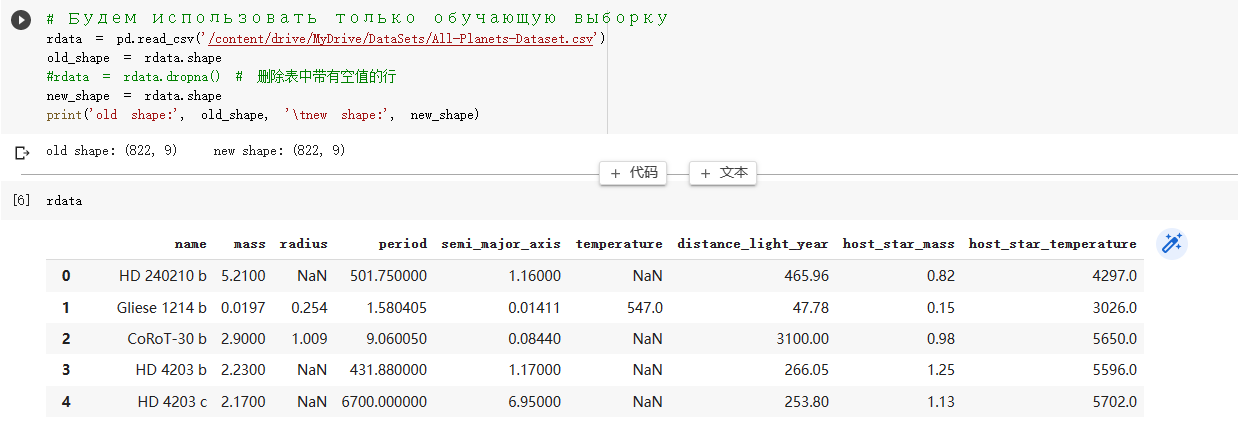 # Будем использовать только обучающую выборку
rdata = pd.read_csv('/content/drive/MyDrive/DataSets/All-Planets-Dataset.csv')
old_shape = rdata.shape
#rdata = rdata.dropna() # 删除表中带有空值的行
new_shape = rdata.shape
print('old shape:', old_shape, '\tnew shape:', new_shape)
old shape: (822, 9) new shape: (822, 9)
+ 代码 + 文本
[6] rdata
name mass radius period semi_major_axis temperature distance_light_year host_star_mass host_star_temperature
0 HD 240210 b 5.2100 NaN 501.750000 1.16000 NaN 465.96 0.82 4297.0
1 Gliese 1214 b 0.0197 0.254 1.580405 0.01411 547.0 47.78 0.15 3026.0
2 CoRoT-30 b 2.9000 1.009 9.060050 0.08440 NaN 3100.00 0.98 5650.0
3 HD 4203 b 2.2300 NaN 431.880000 1.17000 NaN 266.05 1.25 5596.0
4 HD 4203 c 2.1700 NaN 6700.000000 6.95000 NaN 253.80 1.13 5702.0